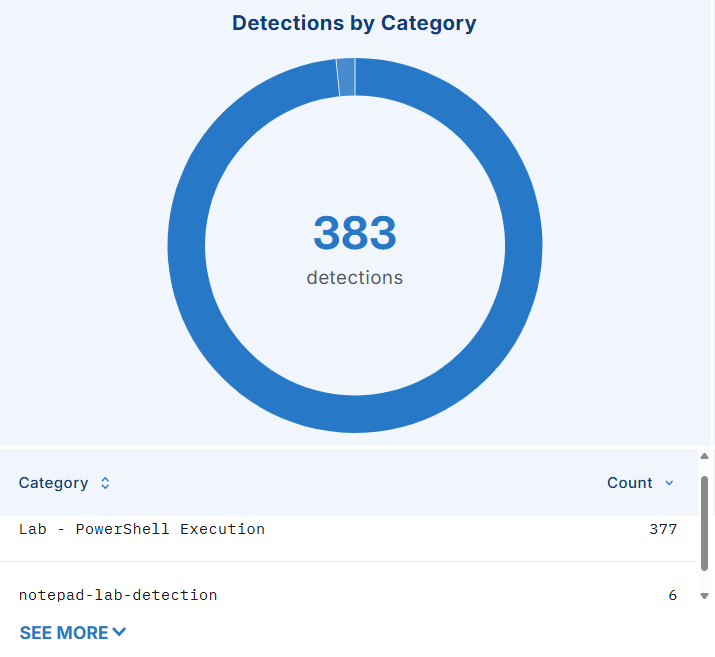 Detections by Category
383
detections
Category Count
Lab - PowerShell Execution 377
notepad-lab-detection 6
SEE MORE